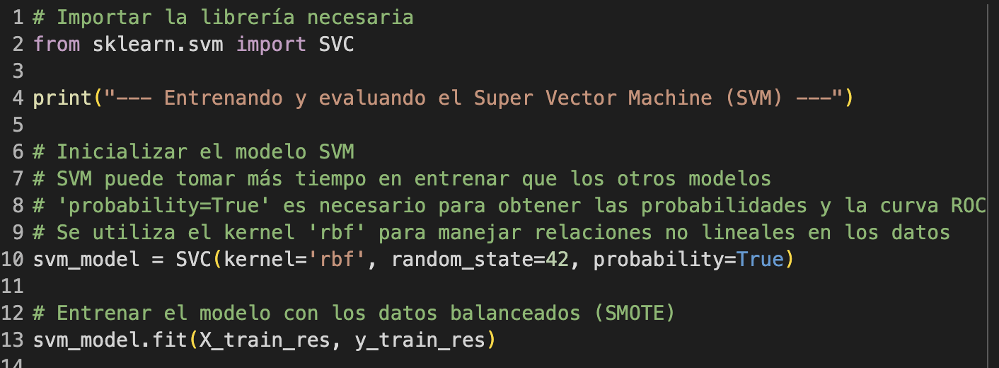 1 # Importar la librería necesaria
2 from sklearn.svm import SVC
3
4 print("--- Entrenando y evaluando el Super Vector Machine (SVM) ---")
5
6 # Inicializar el modelo SVM
7 # SVM puede tomar más tiempo en entrenar que los otros modelos
8 # 'probability=True' es necesario para obtener las probabilidades y la curva ROC
9 # Se utiliza el kernel 'rbf' para manejar relaciones no lineales en los datos
10 svm_model = SVC(kernel='rbf', random_state=42, probability=True)
11
12 # Entrenar el modelo con los datos balanceados (SMOTE)
13 svm_model.fit(X_train_res, y_train_res)
14